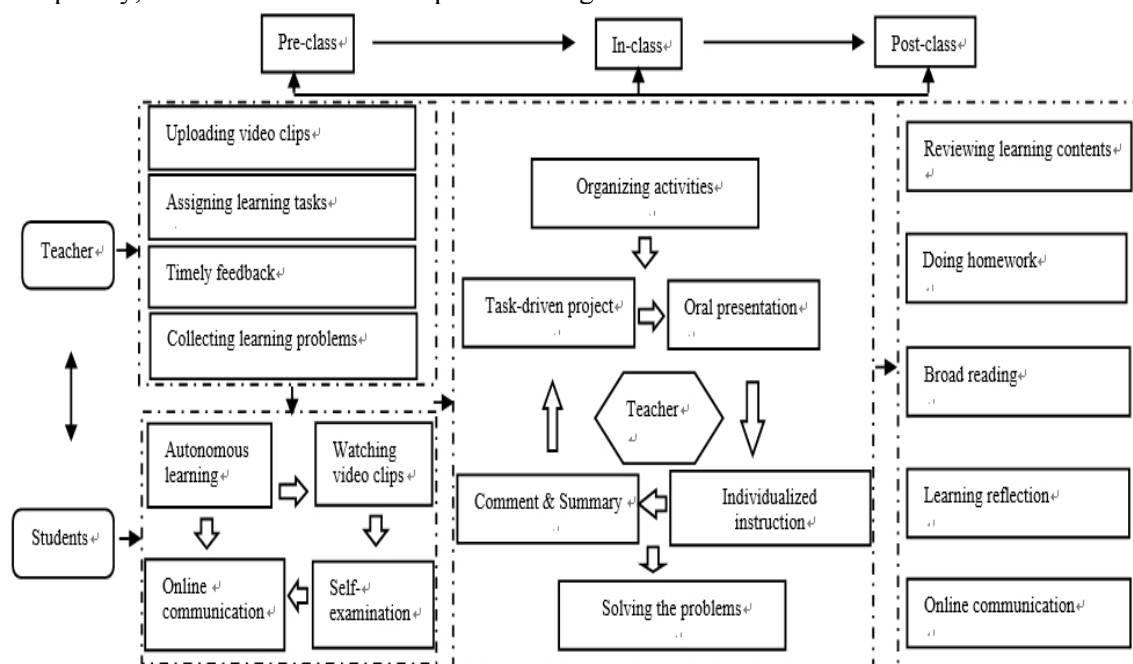 Pre-class
In-class
Post-class
Teacher
Students
Uploading video clips
Assigning learning tasks
Timely feedback
Collecting learning problems
Autonomous
learning
Watching
video clips
Online
communication
Self-
examination
Organizing activities
Task-driven project
Oral presentation
Teacher
Comment & Summary
Individualized
instruction
Solving the problems
Reviewing learning contents
Doing homework
Broad reading
Learning reflection
Online communication